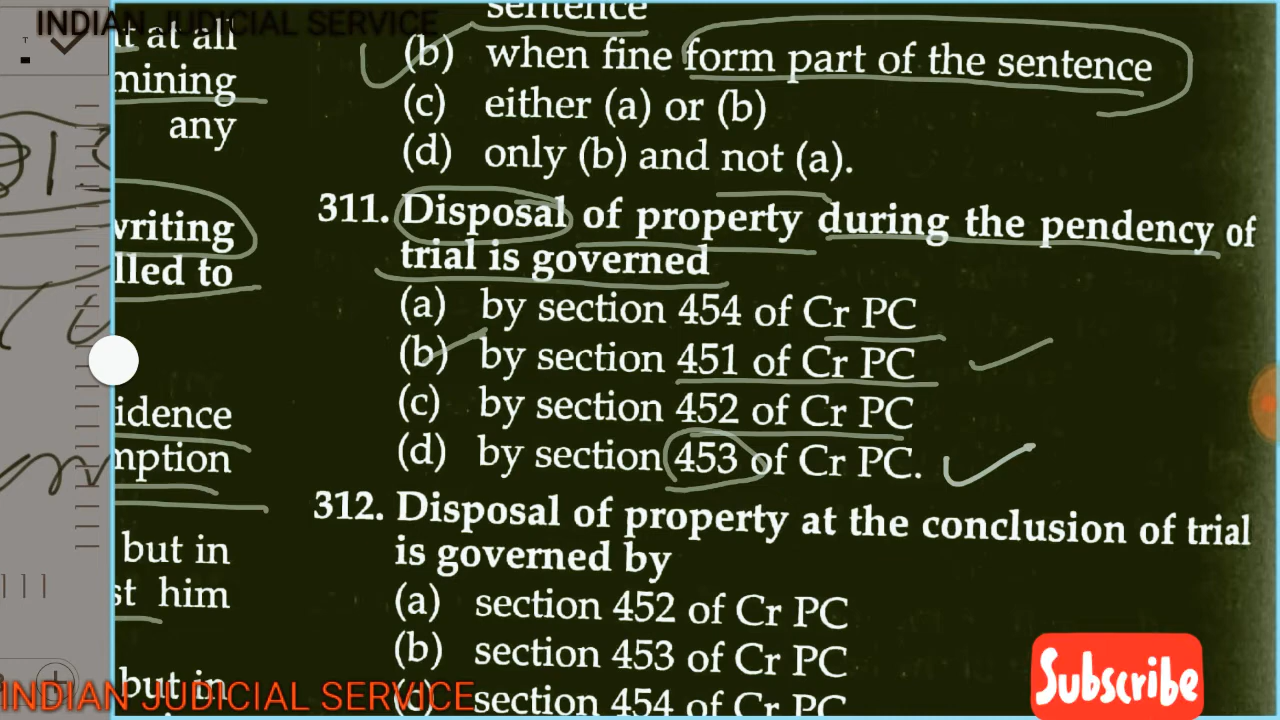 INDIAN JUDICIAL SERVICE
sentence
at all
(b) when fine form part of the sentence
mining
(c) either (a) or (b)
any
(d) only (b) and not (a).
writing
311. Disposal of property during the pendency of
lled to
trial is governed
(a) by section 454 of Cr PC
(b) by section 451 of Cr PC
idence
(c) by section 452 of Cr PC
mption
(d) by section 453 of Cr PC.
312. Disposal of property at the conclusion of trial
but in
is governed by
st him
(a) section 452 of Cr PC
(b) section 453 of Cr PC
but in
section 454 of Cr PC
INDIAN JUDICIAL SERVICE
Subscribe